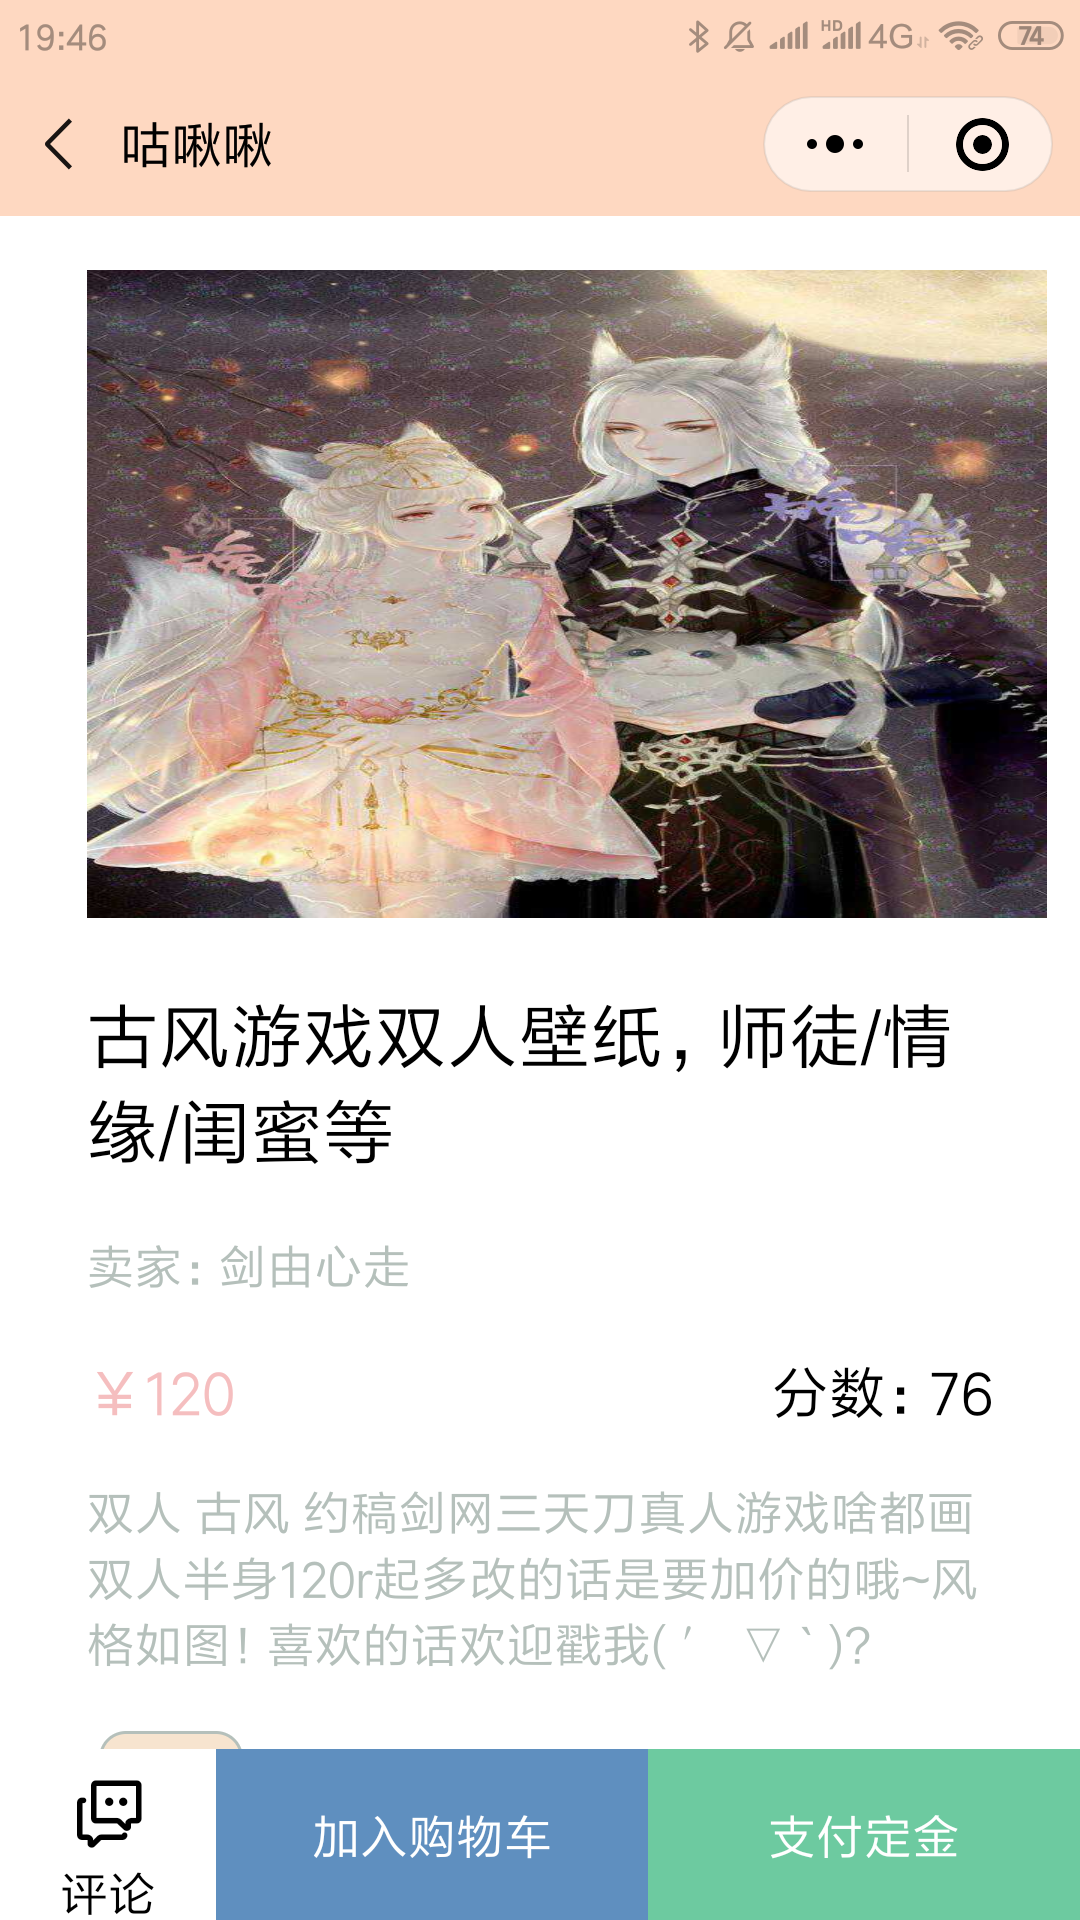 19:46
HD 4G 74
咕啾啾
古风游戏双人壁纸，师徒/情
缘/闺蜜等
卖家：剑由心走
￥120
分数：76
双人 古风 约稿剑网三天刀真人游戏啥都画
双人半身120r起多改的话是要加价的哦~风
格如图！喜欢的话欢迎戳我(＇ ▽｀)?
评论
加入购物车
支付定金